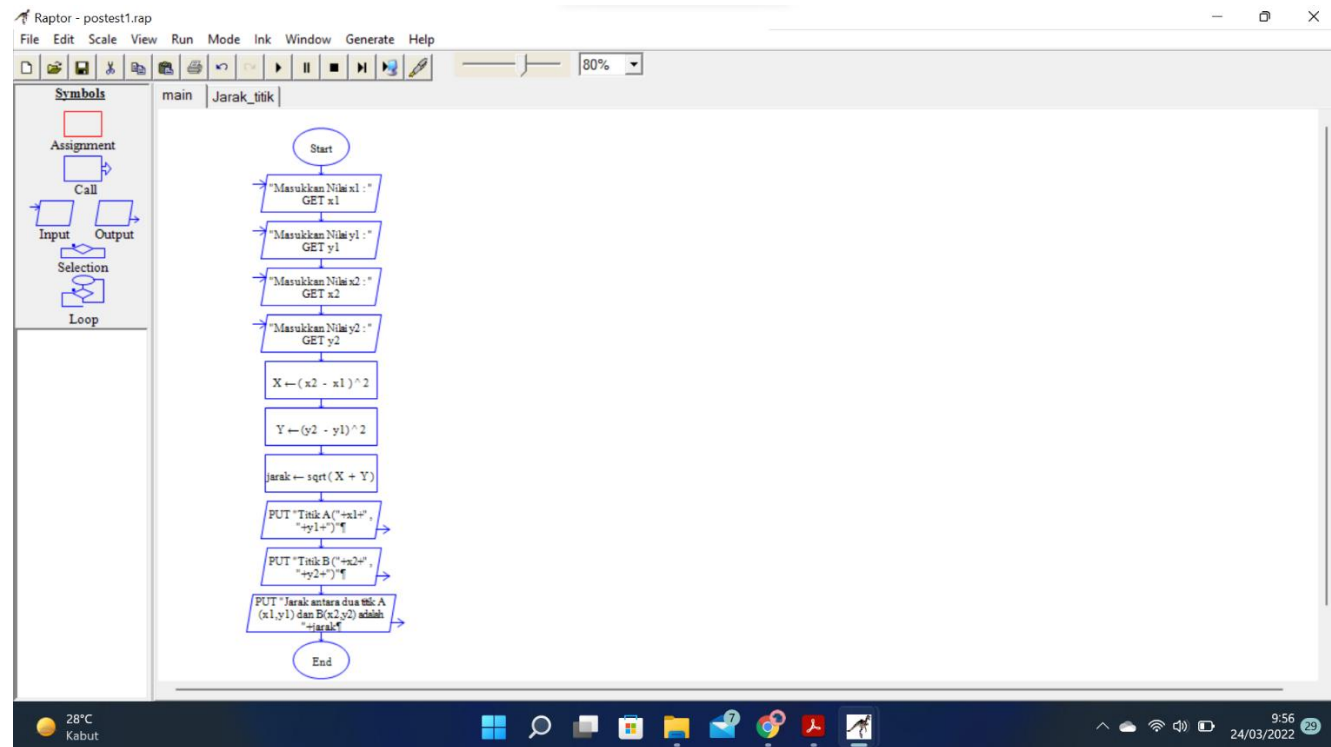 Raptor - postest1.rap
File Edit Scale View Run Mode Ink Window Generate Help
80%
Symbols
Assignment
Call
Input Output
Selection
Loop
main Jarak_titik
Start
"Masukkan Nilai x1 : "
GET x1
"Masukkan Nilai y1 : "
GET y1
"Masukkan Nilai x2 : "
GET x2
"Masukkan Nilai y2 : "
GET y2
X ← ( x2 - x1 ) ^ 2
Y ← (y2 - y1) ^ 2
jarak ← sqrt ( X + Y)
PUT "Titik A("+x1+" ,
"+y1+")"¶
PUT "Titik B ("+x2+" ,
"+y2+")"¶
PUT "Jarak antara dua titik A
(x1,y1) dan B(x2,y2) adalah
"+jarak¶
End
28°C
Kabut
7
9:56
24/03/2022
29